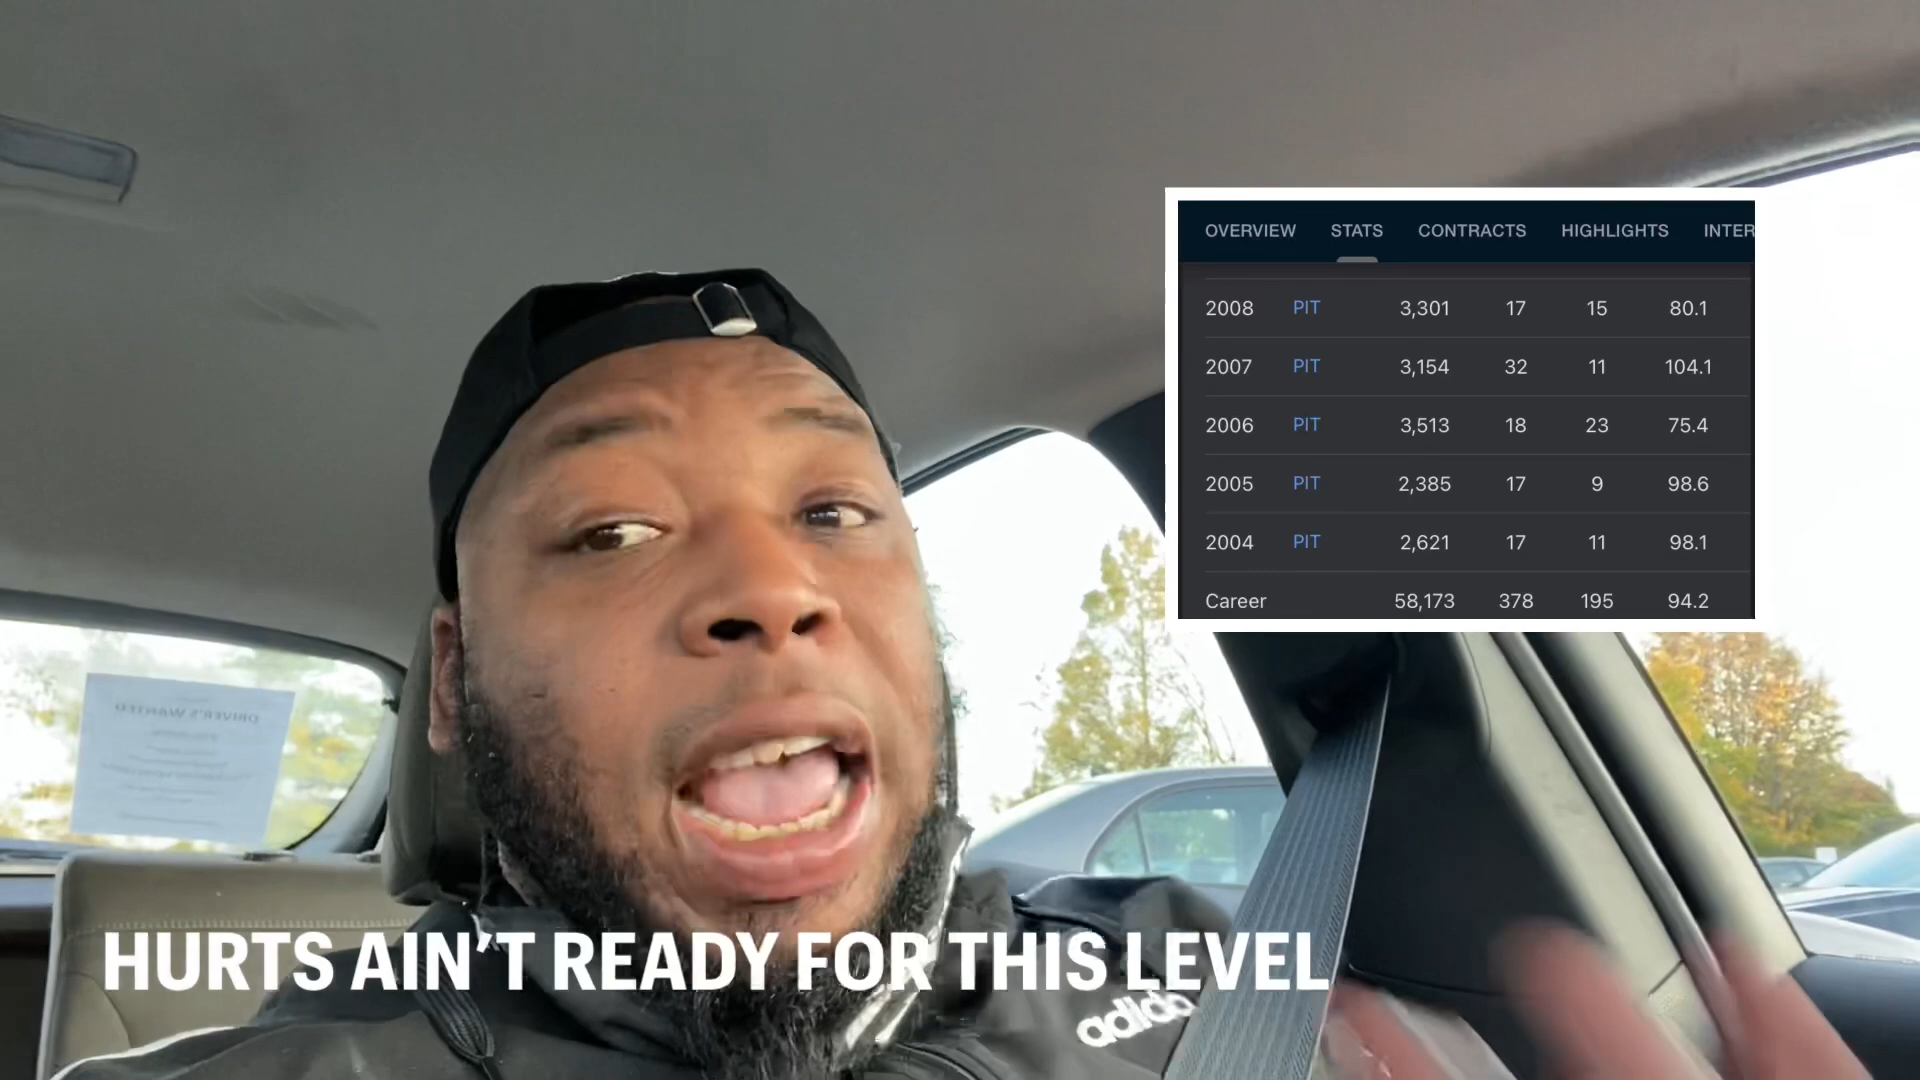 OVERVIEW STATS CONTRACTS HIGHLIGHTS INTER
2008 PIT 3,301 17 15 80.1
2007 PIT 3,154 32 11 104.1
2006 PIT 3,513 18 23 75.4
2005 PIT 2,385 17 9 98.6
2004 PIT 2,621 17 11 98.1
Career 58,173 378 195 94.2
DRIVER'S WANTED
HURTS AIN'T READY FOR THIS LEVEL
adidas